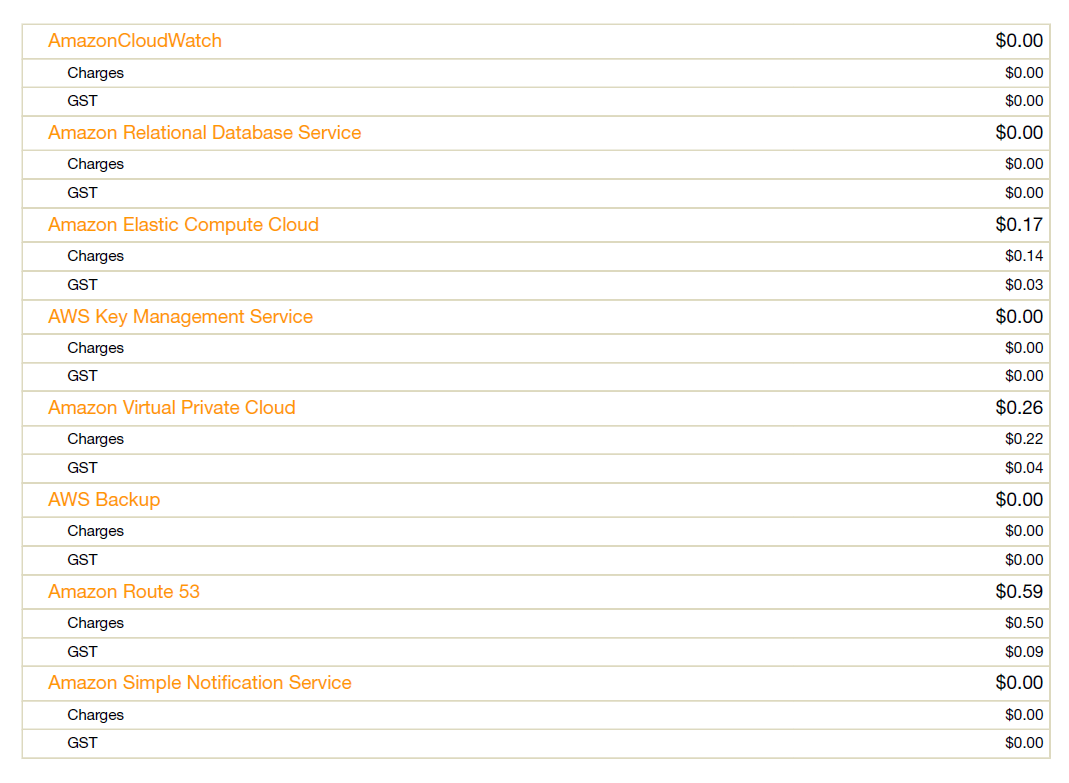 AmazonCloudWatch $0.00
Charges $0.00
GST $0.00
Amazon Relational Database Service $0.00
Charges $0.00
GST $0.00
Amazon Elastic Compute Cloud $0.17
Charges $0.14
GST $0.03
AWS Key Management Service $0.00
Charges $0.00
GST $0.00
Amazon Virtual Private Cloud $0.26
Charges $0.22
GST $0.04
AWS Backup $0.00
Charges $0.00
GST $0.00
Amazon Route 53 $0.59
Charges $0.50
GST $0.09
Amazon Simple Notification Service $0.00
Charges $0.00
GST $0.00